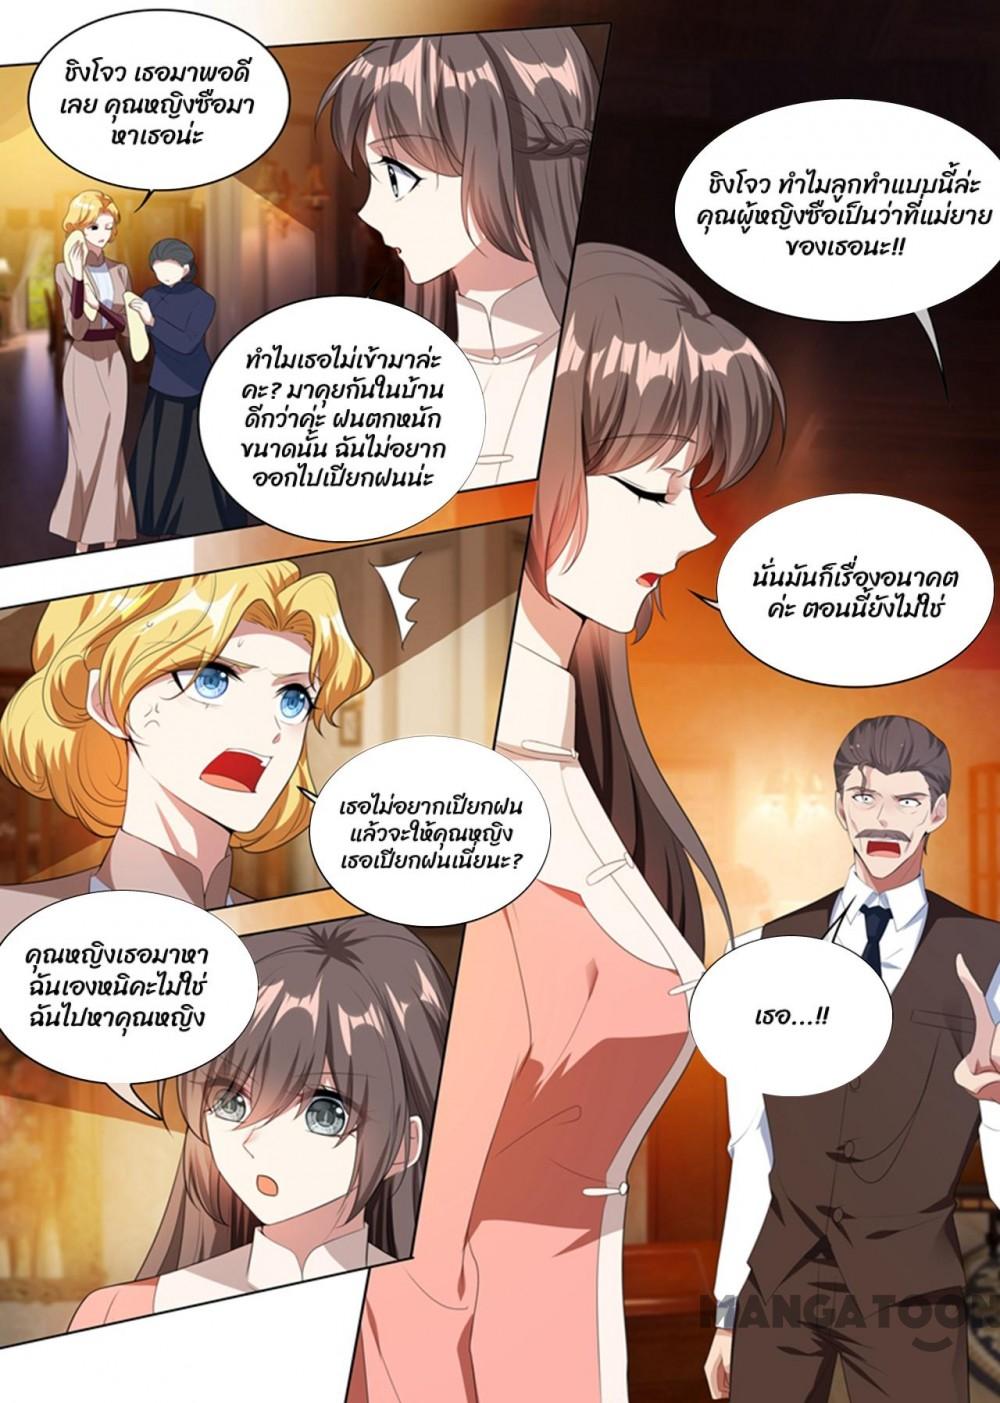 ชิงโจว เธอมาพอดี
เลย คุณหญิงซือมา
หาเธอน่ะ
ทำไมเธอไม่เข้ามาล่ะ
คะ? มาคุยกันในบ้าน
ดีกว่าค่ะ ฝนตกหนัก
ขนาดนั้น ฉันไม่อยาก
ออกไปเปียกฝนน่ะ
เธอไม่อยากเปียกฝน
แล้วจะให้คุณหญิง
เธอเปียกฝนเนี่ยนะ?
คุณหญิงเธอมาหา
ฉันเองหนิคะไม่ใช่
ฉันไปหาคุณหญิง
ชิงโจว ทำไมลูกทำแบบนี้ล่ะ
คุณผู้หญิงซือเป็นว่าที่แม่ยาย
ของเธอนะ!!
นั่นมันก็เรื่องอนาคต
ค่ะ ตอนนี้ยังไม่ใช่
เธอ...!!
MANGATOON